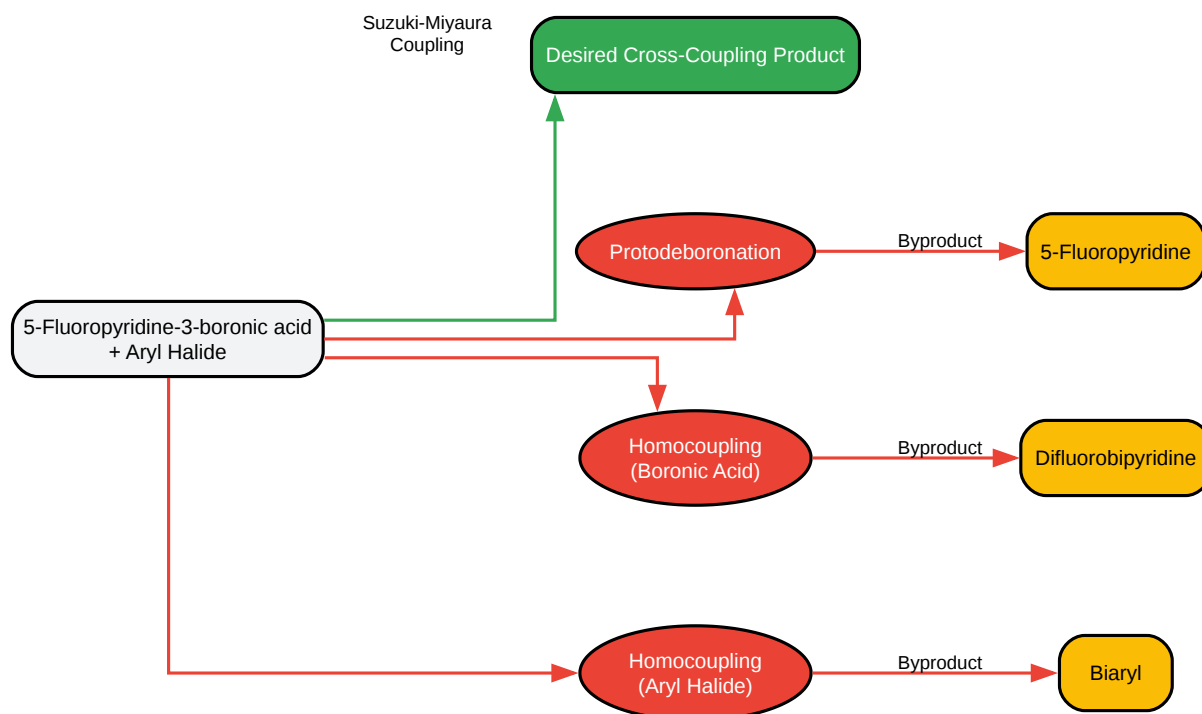 Suzuki-Miyaura
Coupling
Desired Cross-Coupling Product
Protodeboronation
Byproduct
5-Fluoropyridine
5-Fluoropyridine-3-boronic acid
+ Aryl Halide
Homocoupling
(Boronic Acid)
Byproduct
Difluorobipyridine
Homocoupling
(Aryl Halide)
Byproduct
Biaryl